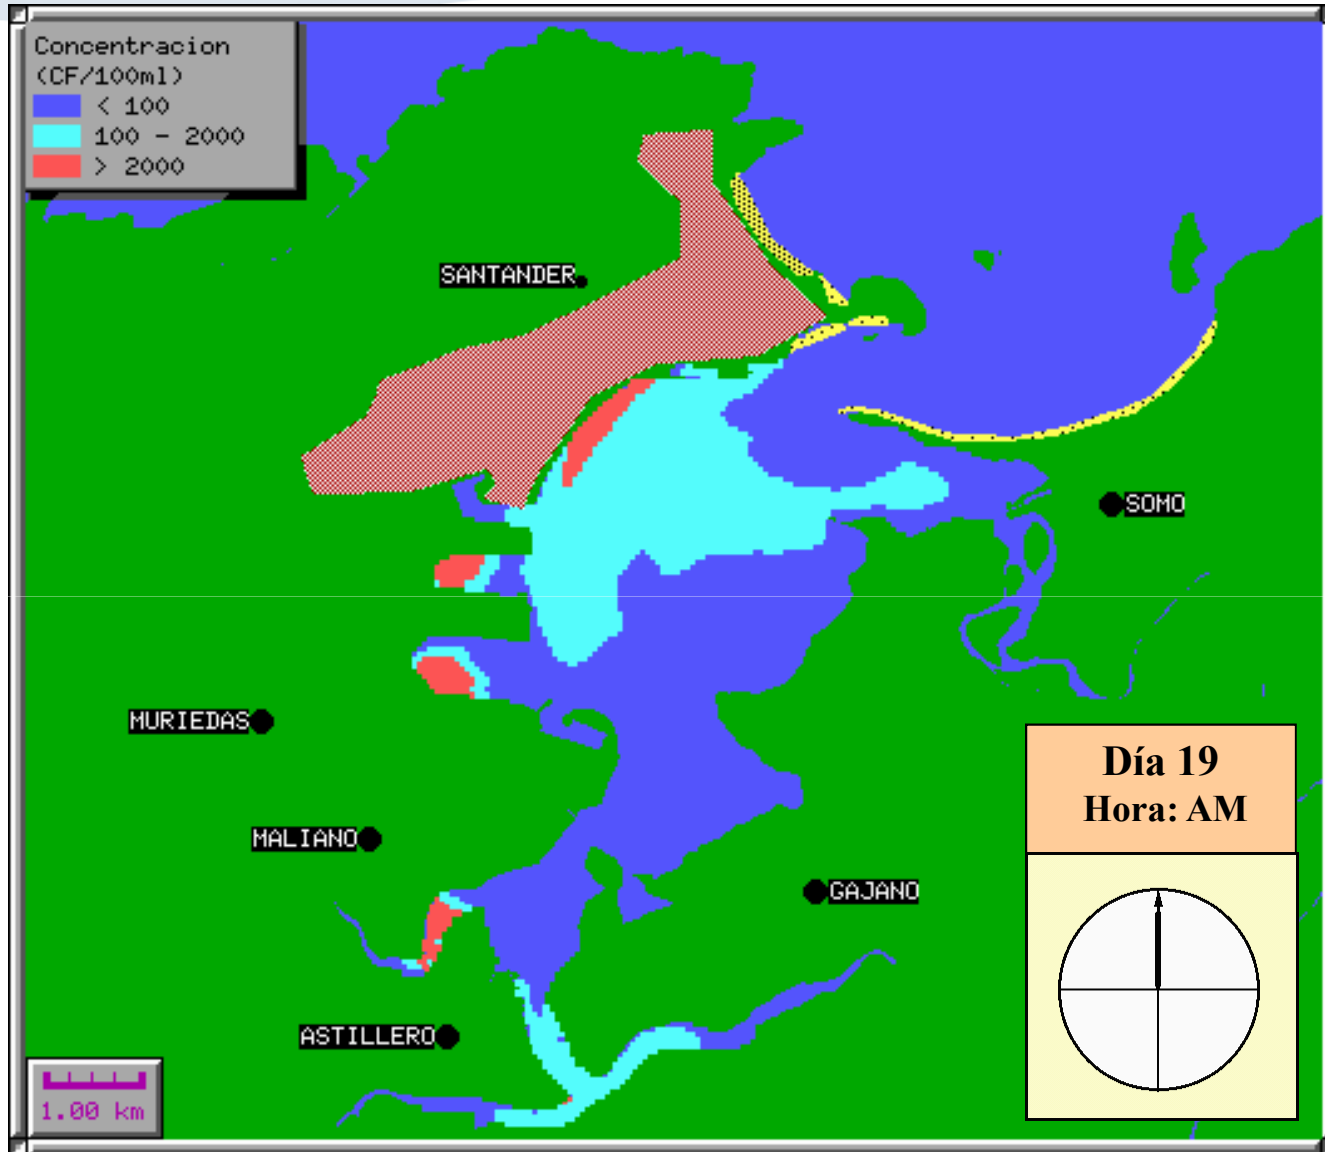 Concentracion
(CF/100ml)
< 100
100 - 2000
> 2000
SANTANDER
SOMO
MURIEDAS
Día 19
Hora: AM
MALIANO
GAJANO
ASTILLERO
1.00 km